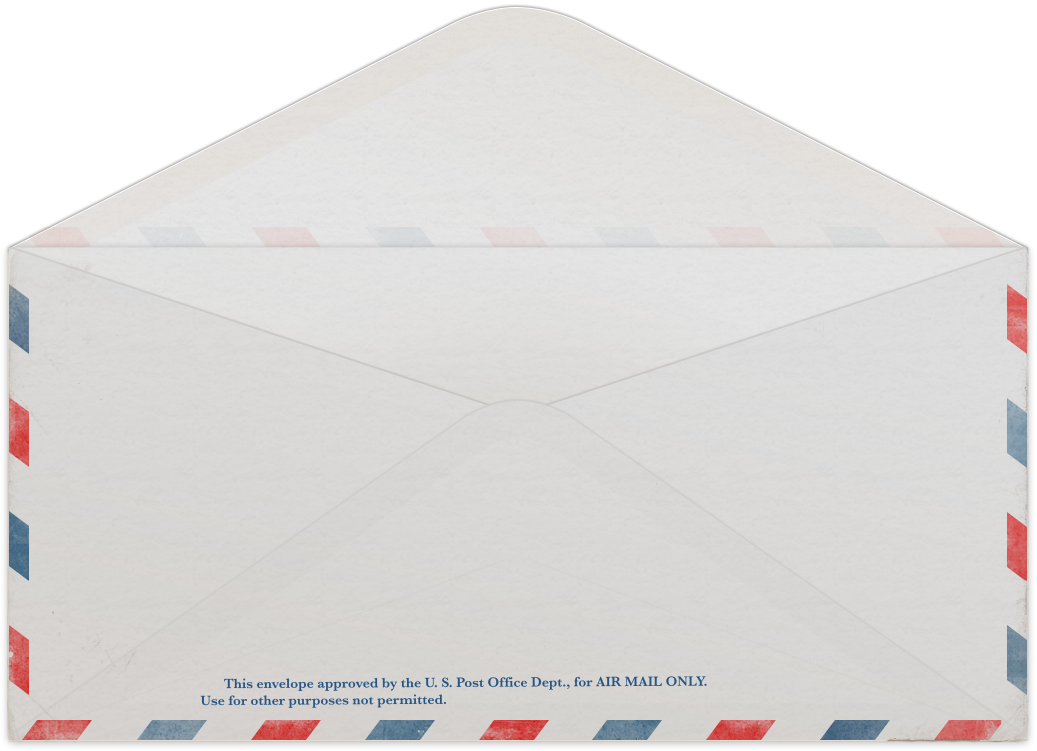 This envelope approved by the U. S. Post Office Dept., for AIR MAIL ONLY.
Use for other purposes not permitted.